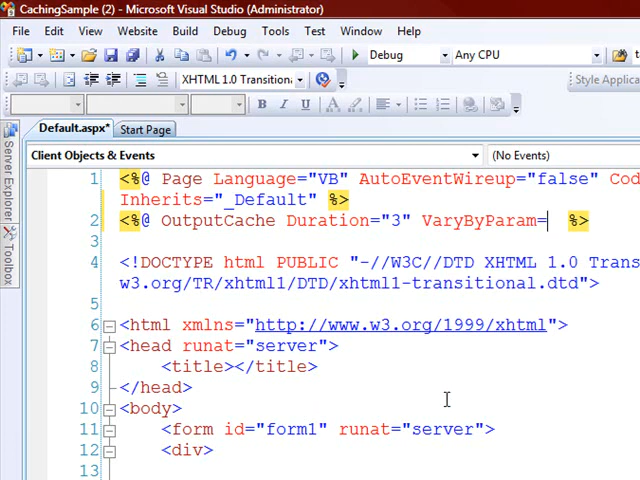 CachingSample (2) - Microsoft Visual Studio (Administrator)
File Edit View Website Build Debug Tools Test Window Help
Debug Any CPU
XHTML 1.0 Transition Style Applica
B I U A
Default.aspx* Start Page
Client Objects & Events (No Events)
Server Explorer
Toolbox
1 <%@ Page Language="VB" AutoEventWireup="false" Cod
Inherits="_Default" %>
2 <%@ OutputCache Duration="3" VaryByParam= %>
3
4 <!DOCTYPE html PUBLIC "-//W3C//DTD XHTML 1.0 Trans
w3.org/TR/xhtml1/DTD/xhtml1-transitional.dtd">
5
6 <html xmlns="http://www.w3.org/1999/xhtml">
7 <head runat="server">
8 <title></title>
9 </head>
10 <body>
11 <form id="form1" runat="server">
12 <div>
13